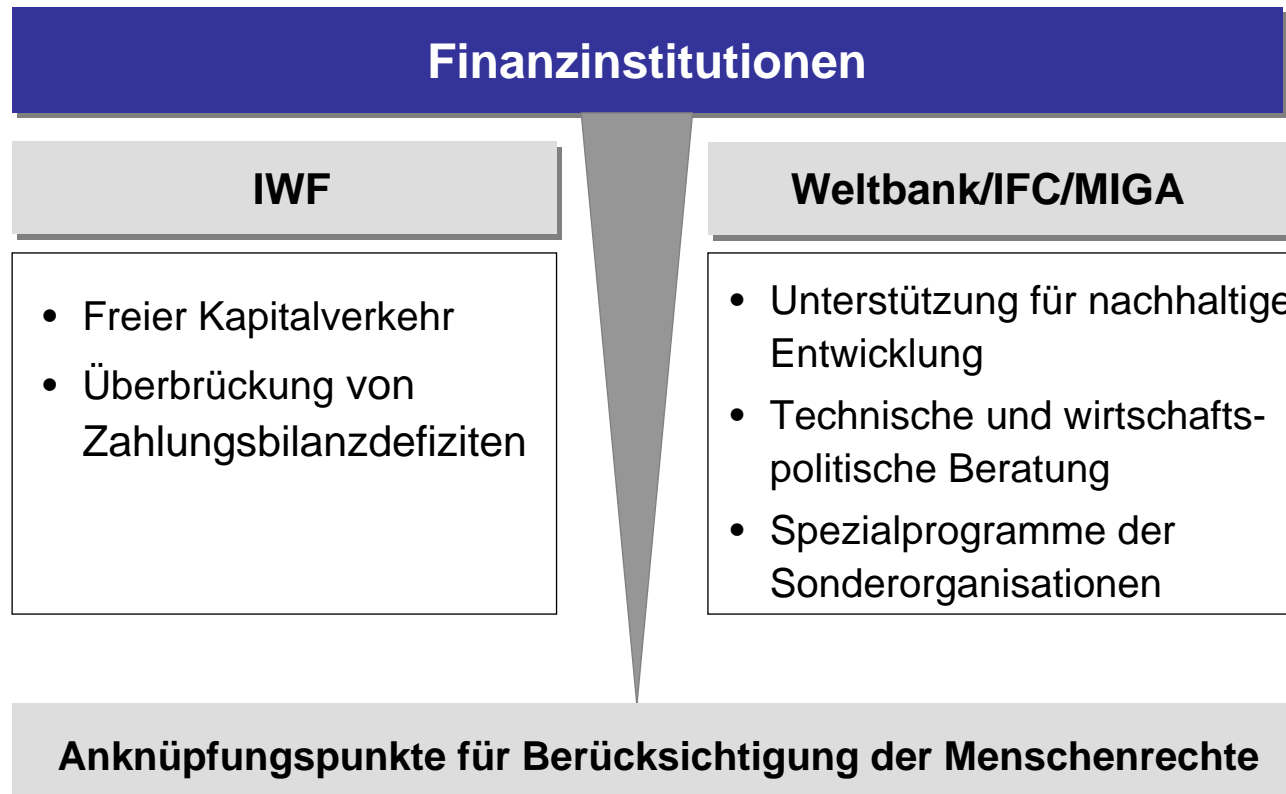 Finanzinstitutionen
IWF
• Freier Kapitalverkehr
• Überbrückung von
Zahlungsbilanzdefiziten
Weltbank/IFC/MIGA
• Unterstützung für nachhaltige
Entwicklung
• Technische und wirtschafts-
politische Beratung
• Spezialprogramme der
Sonderorganisationen
Anknüpfungspunkte für Berücksichtigung der Menschenrechte